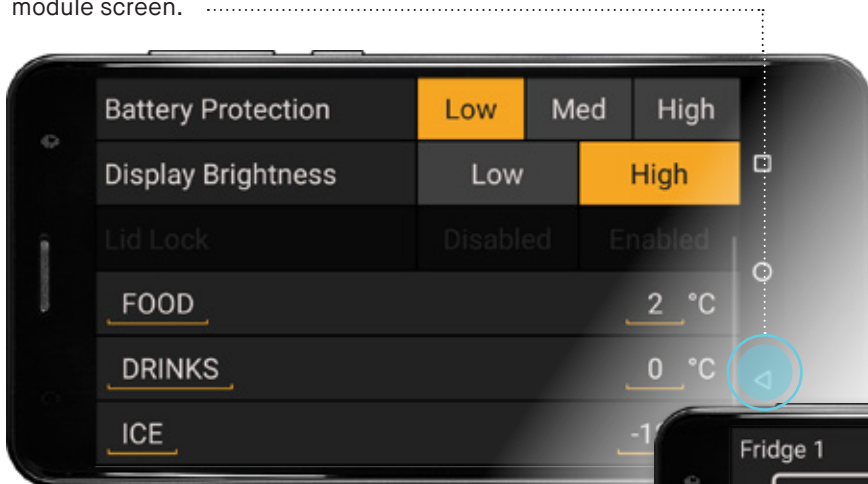 module screen.
Battery Protection Low Med High
Display Brightness Low High
Lid Lock Disabled Enabled
FOOD 2 °C
DRINKS 0 °C
ICE
Fridge 1